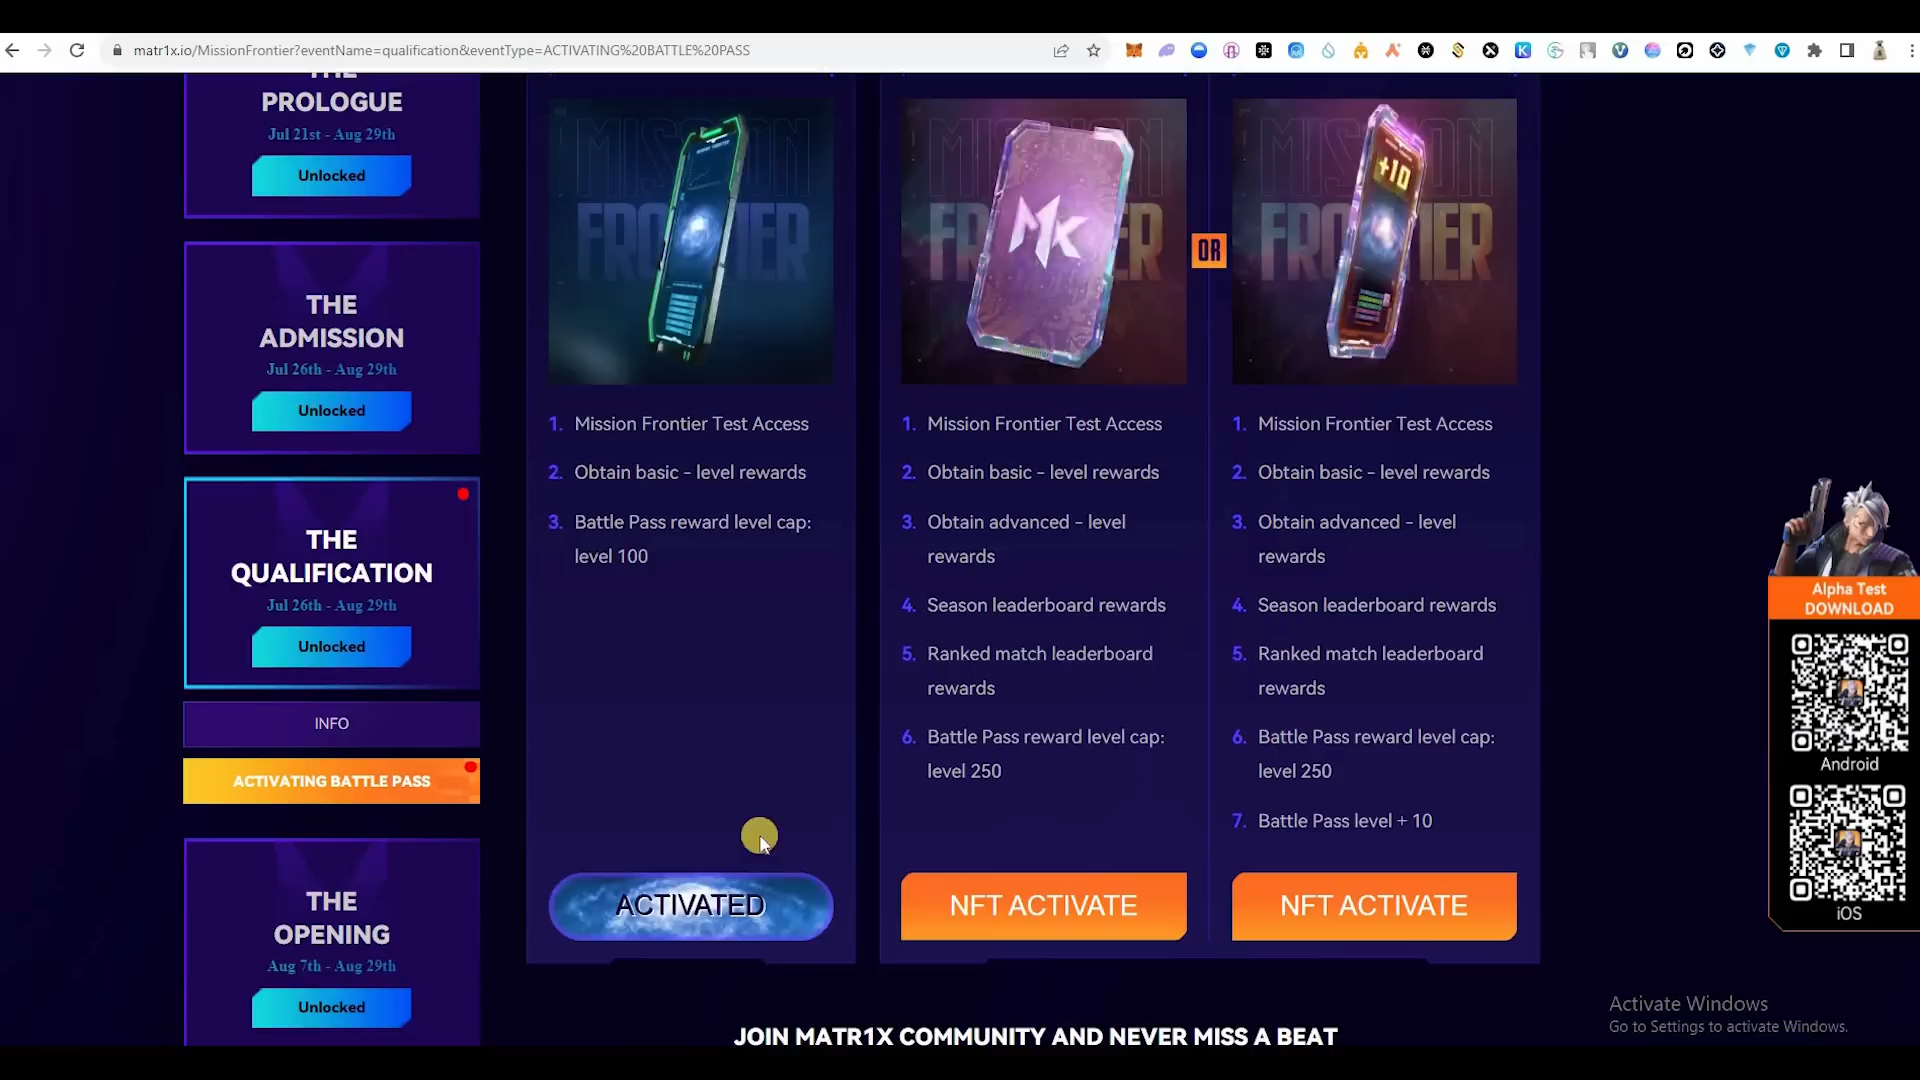 matr1x.io/MissionFrontier?eventName=qualification&eventType=ACTIVATING%20BATTLE%20PASS
THE
PROLOGUE
Jul 21st - Aug 29th
Unlocked
THE
ADMISSION
Jul 26th - Aug 29th
Unlocked
THE
QUALIFICATION
Jul 26th - Aug 29th
Unlocked
INFO
ACTIVATING BATTLE PASS
THE
OPENING
Aug 7th - Aug 29th
Unlocked
MISSION
FRONTIER
1. Mission Frontier Test Access
2. Obtain basic - level rewards
3. Battle Pass reward level cap:
level 100
ACTIVATED
MISSION
FRONTIER
1. Mission Frontier Test Access
2. Obtain basic - level rewards
3. Obtain advanced - level
rewards
4. Season leaderboard rewards
5. Ranked match leaderboard
rewards
6. Battle Pass reward level cap:
level 250
NFT ACTIVATE
OR
MISSION
FRONTIER
+10
1. Mission Frontier Test Access
2. Obtain basic - level rewards
3. Obtain advanced - level
rewards
4. Season leaderboard rewards
5. Ranked match leaderboard
rewards
6. Battle Pass reward level cap:
level 250
7. Battle Pass level + 10
NFT ACTIVATE
Alpha Test
DOWNLOAD
Android
iOS
Activate Windows
Go to Settings to activate Windows.
JOIN MATR1X COMMUNITY AND NEVER MISS A BEAT